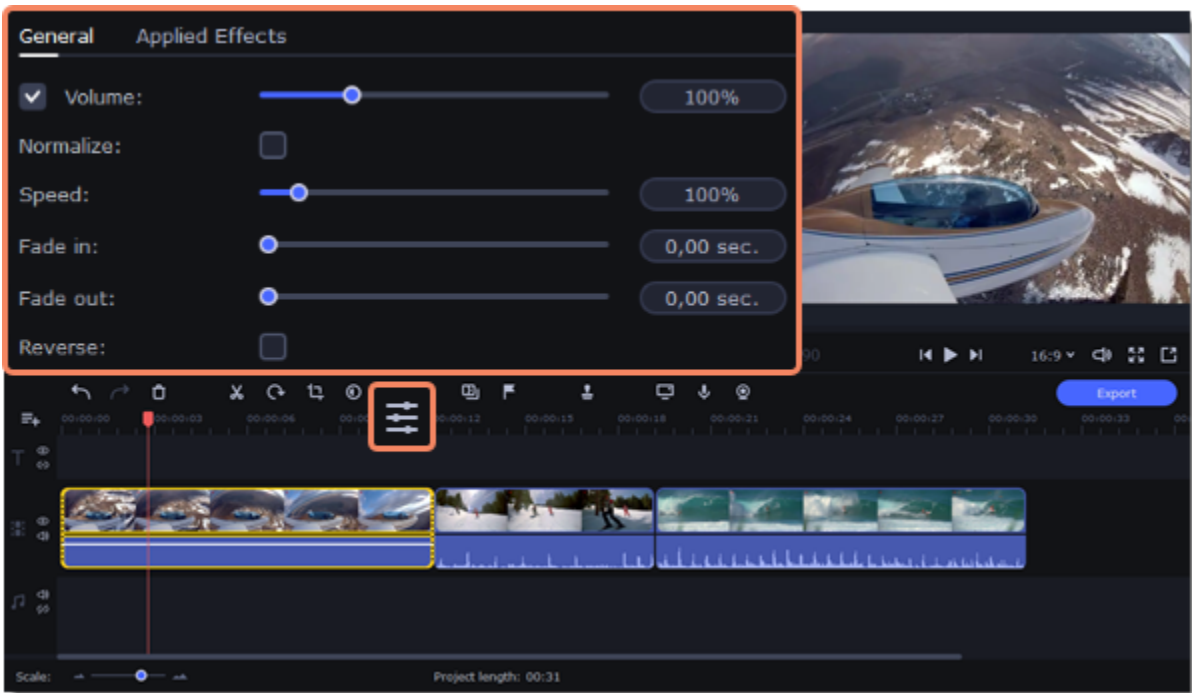 General Applied Effects
Volume: 100%
Normalize:
Speed: 100%
Fade in: 0,00 sec.
Fade out: 0,00 sec.
Reverse:
16:9
Export
00:00:00 00:00:03 00:00:06 00:00:12 00:00:15 00:00:18 00:00:21 00:00:24 00:00:27 00:00:30 00:00:33
T
Scale: Project length: 00:31